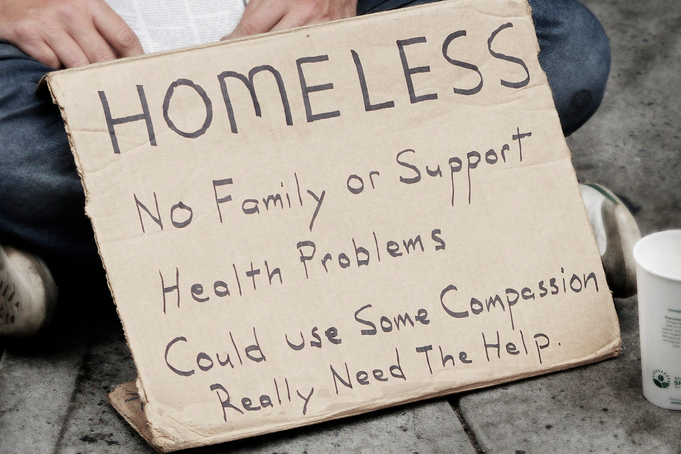 HOMELESS
No Family or Support
Health Problems
Could use Some Compassion
Really Need The Help.